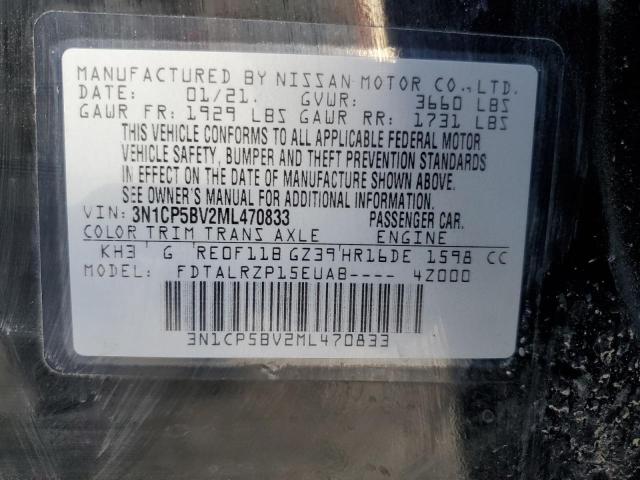 MANUFACTURED BY NISSAN MOTOR CO., LTD.
DATE: 01/21. GVWR: 3660 LBS
GAWR FR: 1929 LBS GAWR RR: 1731 LBS
THIS VEHICLE CONFORMS TO ALL APPLICABLE FEDERAL MOTOR
VEHICLE SAFETY, BUMPER AND THEFT PREVENTION STANDARDS
IN EFFECT ON THE DATE OF MANUFACTURE SHOWN ABOVE.
SEE OWNER'S MANUAL FOR ADDITIONAL INFORMATION.
VIN: 3N1CP5BV2ML470833 PASSENGER CAR.
COLOR TRIM TRANS AXLE ENGINE
KH3 G RE0F11B GZ39 HR16DE 1598 CC
MODEL: FDTALRZP15EUAB---- 4Z000
3N1CP5BV2ML470833